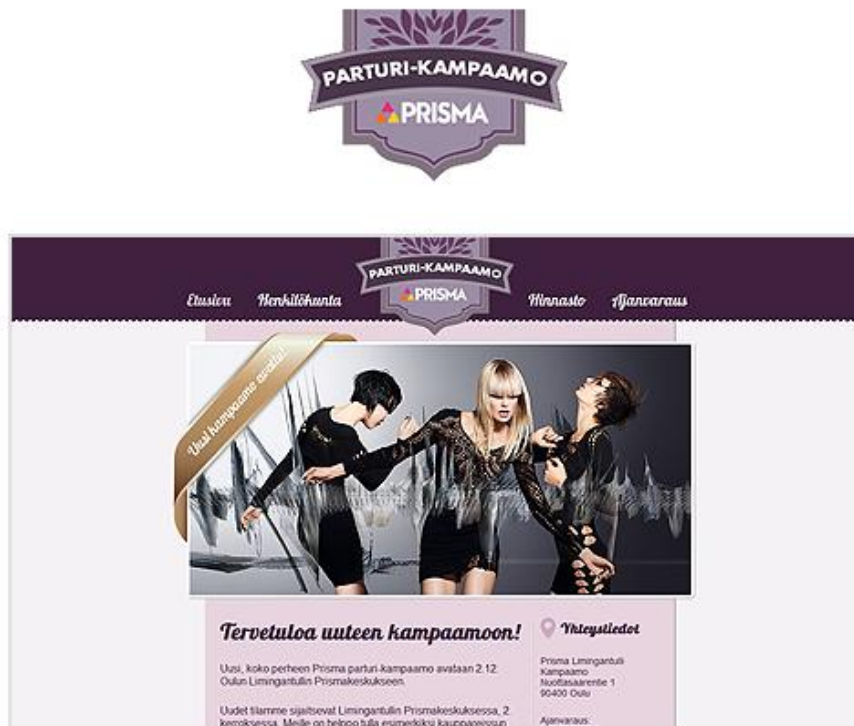 PARTURI-KAMPAAMO
PRISMA
PARTURI-KAMPAAMO
PRISMA
Etusivu Henkilökunta Hinnasto Ajanvaraus
Uusi kampaamo avattu!
Tervetuloa uuteen kampaamoon!
Uusi, koko perheen Prisma parturi-kampaamo avataan 2.12.
Oulun Limingantullin Prismakeskukseen.
Uudet tilamme sijaitsevat Limingantullin Prismakeskuksessa, 2.
kerroksessa. Meille on helppo tulla esimerkiksi kauppareissun
Yhteystiedot
Prisma Limingantulli
Kampaamo
Nuottasaarentie 1
90400 Oulu
Ajanvaraus: